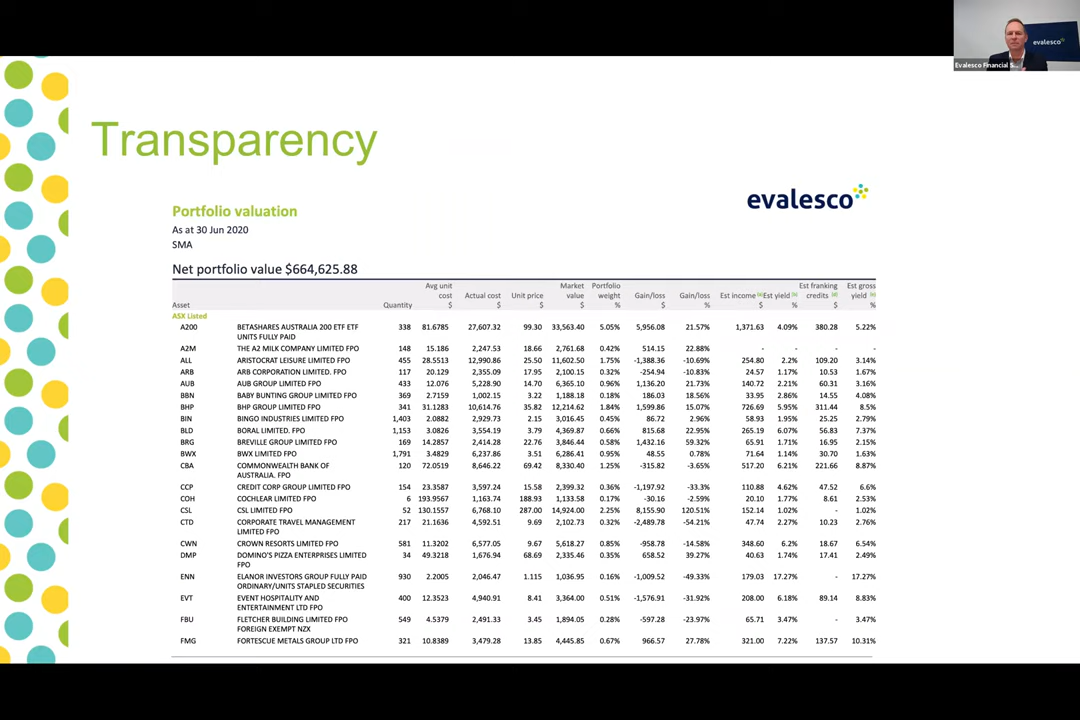 evalesco
Evalesco Financial S...
Transparency
evalesco
Portfolio valuation
As at 30 Jun 2020
SMA
Net portfolio value $664,625.88
Avg unit Market Portfolio Est franking Est gross
cost Actual cost Unit price value weight Gain/loss Gain/loss Est income Est yield credits yield
Asset Quantity $ $ $ $ % $ % $ % $ %
ASX Listed
A200 BETASHARES AUSTRALIA 200 ETF ETF 338 81.6785 27,607.32 99.30 33,563.40 5.05% 5,956.08 21.57% 1,371.63 4.09% 380.28 5.22%
UNITS FULLY PAID
A2M THE A2 MILK COMPANY LIMITED FPO 148 15.186 2,247.53 18.66 2,761.68 0.42% 514.15 22.88% - - - -
ALL ARISTOCRAT LEISURE LIMITED FPO 455 28.5513 12,990.86 25.50 11,602.50 1.75% -1,388.36 -10.69% 254.80 2.2% 109.20 3.14%
ARB ARB CORPORATION LIMITED. FPO 117 20.129 2,355.09 17.95 2,100.15 0.32% -254.94 -10.83% 24.57 1.17% 10.53 1.67%
AUB AUB GROUP LIMITED FPO 433 12.076 5,228.90 14.70 6,365.10 0.96% 1,136.20 21.73% 140.72 2.21% 60.31 3.16%
BBN BABY BUNTING GROUP LIMITED FPO 369 2.7159 1,002.15 3.22 1,188.18 0.18% 186.03 18.56% 33.95 2.86% 14.55 4.08%
BHP BHP GROUP LIMITED FPO 341 31.1283 10,614.76 35.82 12,214.62 1.84% 1,599.86 15.07% 726.69 5.95% 311.44 8.5%
BIN BINGO INDUSTRIES LIMITED FPO 1,403 2.0882 2,929.73 2.15 3,016.45 0.45% 86.72 2.96% 58.93 1.95% 25.25 2.79%
BLD BORAL LIMITED. FPO 1,153 3.0826 3,554.19 3.79 4,369.87 0.66% 815.68 22.95% 265.19 6.07% 56.83 7.37%
BRG BREVILLE GROUP LIMITED FPO 169 14.2857 2,414.28 22.76 3,846.44 0.58% 1,432.16 59.32% 65.91 1.71% 16.95 2.15%
BWX BWX LIMITED FPO 1,791 3.4829 6,237.86 3.51 6,286.41 0.95% 48.55 0.78% 71.64 1.14% 30.70 1.63%
CBA COMMONWEALTH BANK OF 120 72.0519 8,646.22 69.42 8,330.40 1.25% -315.82 -3.65% 517.20 6.21% 221.66 8.87%
AUSTRALIA. FPO
CCP CREDIT CORP GROUP LIMITED FPO 154 23.3587 3,597.24 15.58 2,399.32 0.36% -1,197.92 -33.3% 110.88 4.62% 47.52 6.6%
COH COCHLEAR LIMITED FPO 6 193.9567 1,163.74 188.93 1,133.58 0.17% -30.16 -2.59% 20.10 1.77% 8.61 2.53%
CSL CSL LIMITED FPO 52 130.1557 6,768.10 287.00 14,924.00 2.25% 8,155.90 120.51% 152.14 1.02% - 1.02%
CTD CORPORATE TRAVEL MANAGEMENT 217 21.1636 4,592.51 9.69 2,102.73 0.32% -2,489.78 -54.21% 47.74 2.27% 10.23 2.76%
LIMITED FPO
CWN CROWN RESORTS LIMITED FPO 581 11.3202 6,577.05 9.67 5,618.27 0.85% -958.78 -14.58% 348.60 6.2% 18.67 6.54%
DMP DOMINO'S PIZZA ENTERPRISES LIMITED 34 49.3218 1,676.94 68.69 2,335.46 0.35% 658.52 39.27% 40.63 1.74% 17.41 2.49%
FPO
ENN ELANOR INVESTORS GROUP FULLY PAID 930 2.2005 2,046.47 1.115 1,036.95 0.16% -1,009.52 -49.33% 179.03 17.27% - 17.27%
ORDINARY/UNITS STAPLED SECURITIES
EVT EVENT HOSPITALITY AND 400 12.3523 4,940.91 8.41 3,364.00 0.51% -1,576.91 -31.92% 208.00 6.18% 89.14 8.83%
ENTERTAINMENT LTD FPO
FBU FLETCHER BUILDING LIMITED FPO 549 4.5379 2,491.33 3.45 1,894.05 0.28% -597.28 -23.97% 65.71 3.47% - 3.47%
FOREIGN EXEMPT NZX
FMG FORTESCUE METALS GROUP LTD FPO 321 10.8389 3,479.28 13.85 4,445.85 0.67% 966.57 27.78% 321.00 7.22% 137.57 10.31%